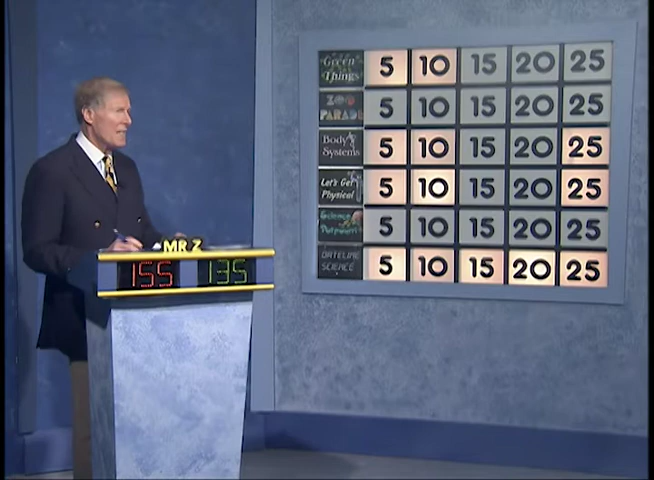 Green Things 5 10 15 20 25
ZOO PARADE 5 10 15 20 25
Body Systems 5 10 15 20 25
Let's Get Physical 5 10 15 20 25
Science 5 10 15 20 25
DATELINE SCIENCE 5 10 15 20 25
MR Z
155 135